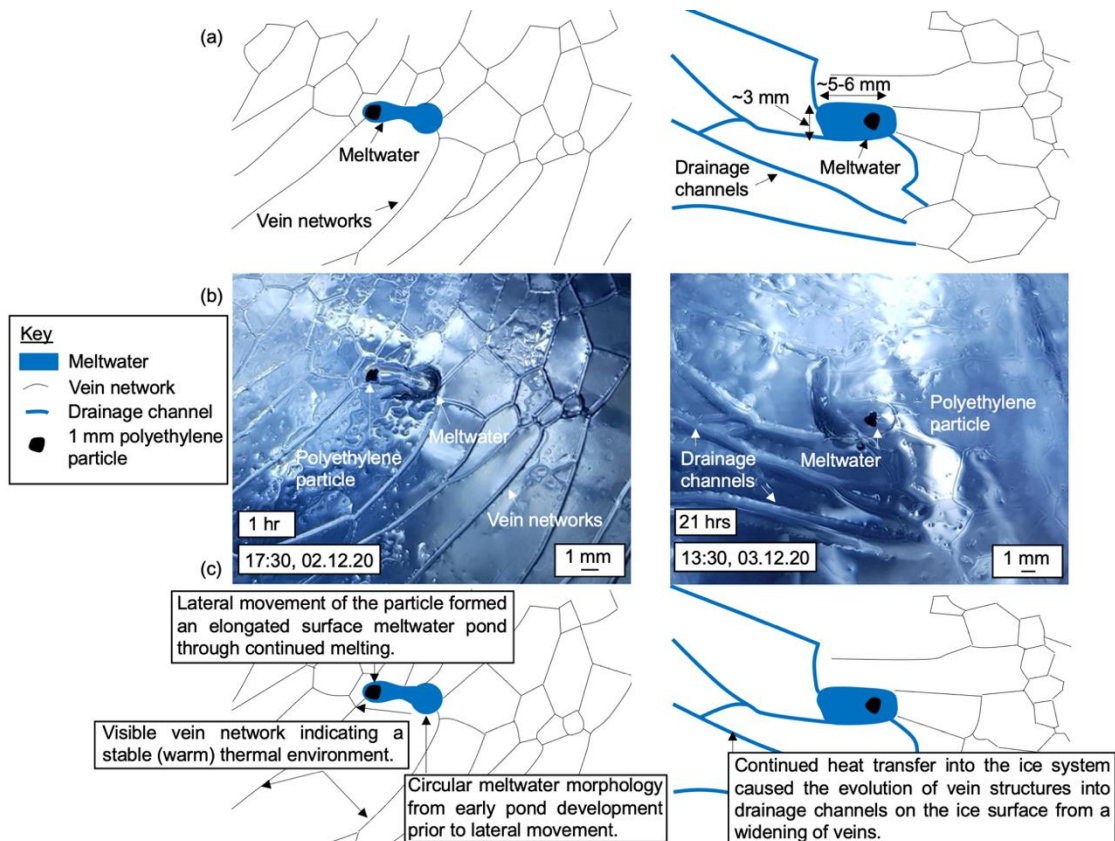 (a)
Meltwater
Vein networks
~5-6 mm
~3 mm
Drainage
channels
Meltwater
(b)
Key
Meltwater
Vein network
Drainage channel
1 mm polyethylene
particle
Polyethylene
particle
Meltwater
Vein networks
1 hr
17:30, 02.12.20
1 mm
Polyethylene
particle
Meltwater
Drainage
channels
21 hrs
13:30, 03.12.20
1 mm
(c)
Lateral movement of the particle formed
an elongated surface meltwater pond
through continued melting.
Visible vein network indicating a
stable (warm) thermal environment.
Circular meltwater morphology
from early pond development
prior to lateral movement.
Continued heat transfer into the ice system
caused the evolution of vein structures into
drainage channels on the ice surface from a
widening of veins.